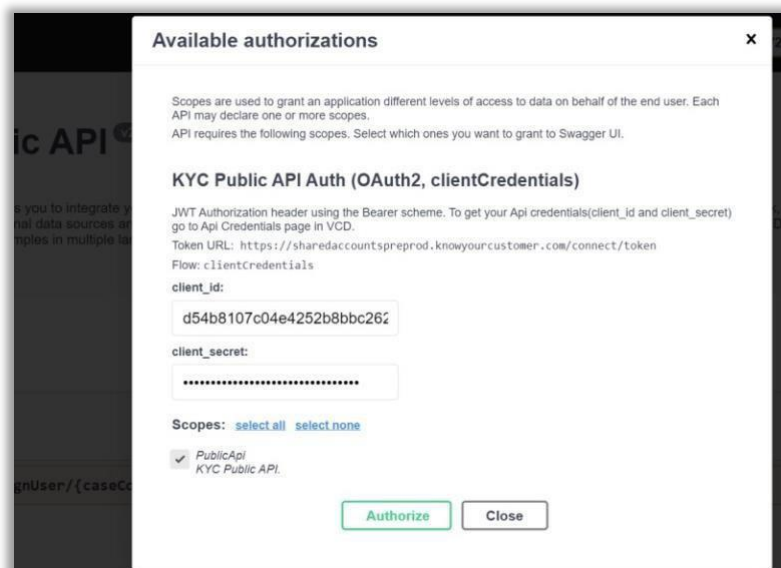 Available authorizations
x
Scopes are used to grant an application different levels of access to data on behalf of the end user. Each
API may declare one or more scopes.
API requires the following scopes. Select which ones you want to grant to Swagger UI.
ic API
KYC Public API Auth (OAuth2, clientCredentials)
s you to integrate y
JWT Authorization header using the Bearer scheme. To get your Api credentials(client_id and client_secret)
nal data sources ar
go to Api Credentials page in VCD.
mples in multiple la
Token URL: https://sharedaccountspreprod.knowyourcustomer.com/connect/token
Flow: clientCredentials
client_id:
d54b8107c04e4252b8bbc262
client_secret:
••••••••••••••••••••••••••••••••
Scopes: select all select none
PublicApi
KYC Public API.
gnUser/{caseCo
Authorize Close